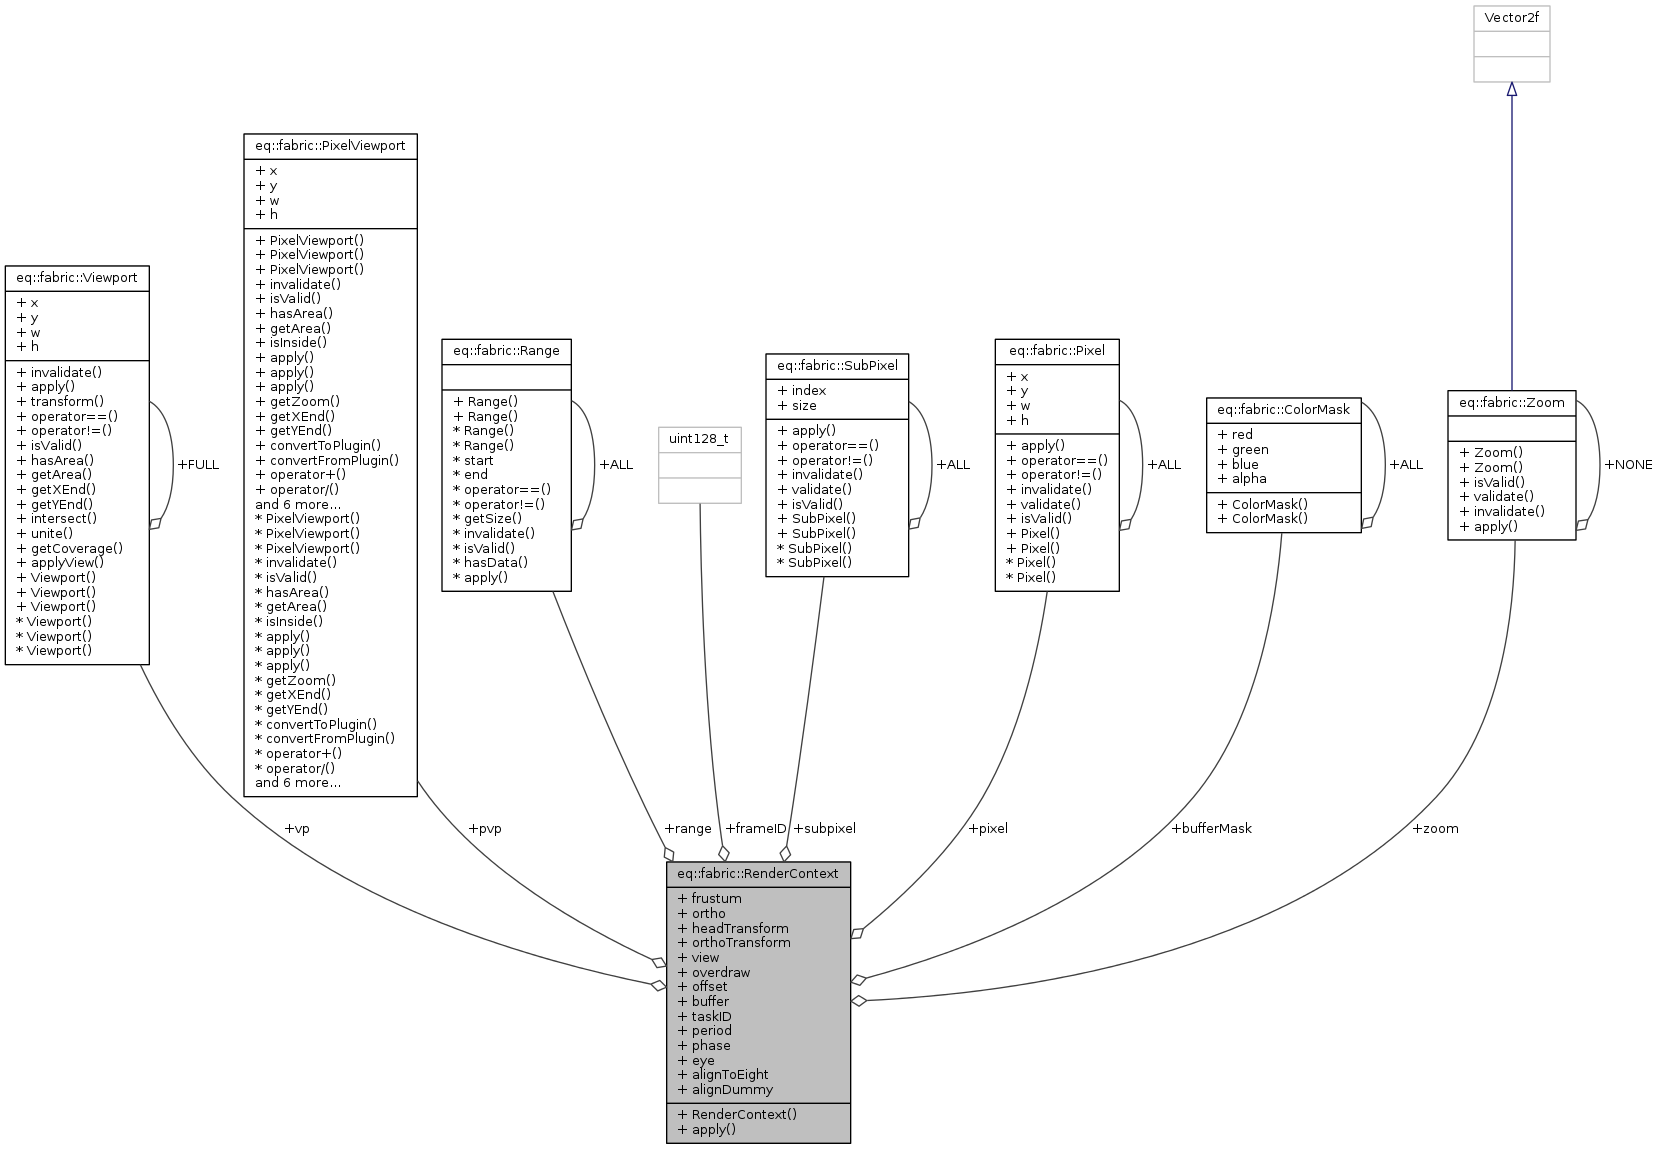 Vector2f
eq::fabric::PixelViewport
+ x
+ y
+ w
+ h
+ PixelViewport()
+ PixelViewport()
+ PixelViewport()
+ invalidate()
+ isValid()
+ hasArea()
+ getArea()
+ isInside()
+ apply()
+ apply()
+ apply()
+ getZoom()
+ getXEnd()
+ getYEnd()
+ convertToPlugin()
+ convertFromPlugin()
+ operator+()
+ operator/()
and 6 more...
* PixelViewport()
* PixelViewport()
* PixelViewport()
* invalidate()
* isValid()
* hasArea()
* getArea()
* isInside()
* apply()
* apply()
* apply()
* getZoom()
* getXEnd()
* getYEnd()
* convertToPlugin()
* convertFromPlugin()
* operator+()
* operator/()
and 6 more...
eq::fabric::Viewport
+ x
+ y
+ w
+ h
+ invalidate()
+ apply()
+ transform()
+ operator==()
+ operator!=()
+ isValid()
+ hasArea()
+ getArea()
+ getXEnd()
+ getYEnd()
+ intersect()
+ unite()
+ getCoverage()
+ applyView()
+ Viewport()
+ Viewport()
+ Viewport()
* Viewport()
* Viewport()
* Viewport()
+FULL
eq::fabric::Range
+ Range()
+ Range()
* Range()
* Range()
* start
* end
* operator==()
* operator!=()
* getSize()
* invalidate()
* isValid()
* hasData()
* apply()
+ALL
uint128_t
eq::fabric::SubPixel
+ index
+ size
+ apply()
+ operator==()
+ operator!=()
+ invalidate()
+ validate()
+ isValid()
+ SubPixel()
+ SubPixel()
* SubPixel()
* SubPixel()
+ALL
eq::fabric::Pixel
+ x
+ y
+ w
+ h
+ apply()
+ operator==()
+ operator!=()
+ invalidate()
+ validate()
+ isValid()
+ Pixel()
+ Pixel()
* Pixel()
* Pixel()
+ALL
eq::fabric::ColorMask
+ red
+ green
+ blue
+ alpha
+ ColorMask()
+ ColorMask()
+ALL
eq::fabric::Zoom
+ Zoom()
+ Zoom()
+ isValid()
+ validate()
+ invalidate()
+ apply()
+NONE
+vp
+pvp
+range
+frameID
+subpixel
+pixel
+bufferMask
+zoom
eq::fabric::RenderContext
+ frustum
+ ortho
+ headTransform
+ orthoTransform
+ view
+ overdraw
+ offset
+ buffer
+ taskID
+ period
+ phase
+ eye
+ alignToEight
+ alignDummy
+ RenderContext()
+ apply()